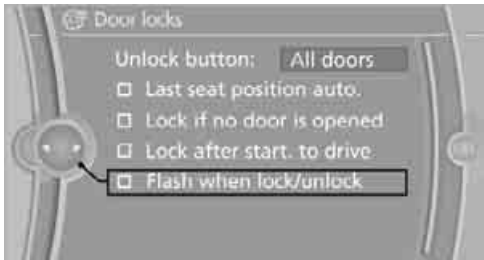 Door locks
Unlock button: All doors
Last seat position auto.
Lock if no door is opened
Lock after start. to drive
Flash when lock/unlock